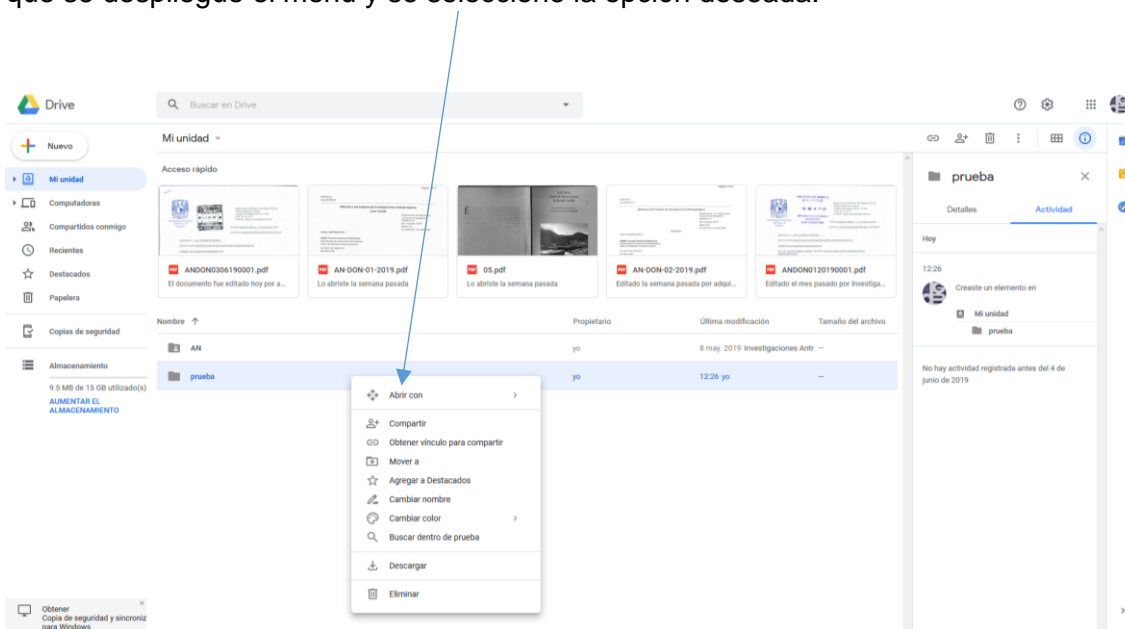 que se despliegue el menú y se seleccione la opción deseada.
Drive
Buscar en Drive
Nuevo
Mi unidad
Mi unidad
Computadoras
Compartidos conmigo
Recientes
Destacados
Papelera
Copias de seguridad
Almacenamiento
9.5 MB de 15 GB utilizado(s)
AUMENTAR EL
ALMACENAMIENTO
Obtener
Copia de seguridad y sincroniz
para Windows
Acceso rápido
PDF ANDON0306190001.pdf
El documento fue editado hoy por a...
PDF AN-DON-01-2019.pdf
Lo abriste la semana pasada
PDF 05.pdf
Lo abriste la semana pasada
PDF AN-DON-02-2019.pdf
Editado la semana pasada por adqui...
PDF ANDON0120190001.pdf
Editado el mes pasado por Investiga...
Nombre Propietario Última modificación Tamaño del archivo
AN yo 8 may. 2019 Investigaciones Antr —
prueba yo 12:26 yo —
Abrir con
Compartir
Obtener vínculo para compartir
Mover a
Agregar a Destacados
Cambiar nombre
Cambiar color
Buscar dentro de prueba
Descargar
Eliminar
prueba
Detalles Actividad
Hoy
12:26
Creaste un elemento en
Mi unidad
prueba
No hay actividad registrada antes del 4 de
junio de 2019